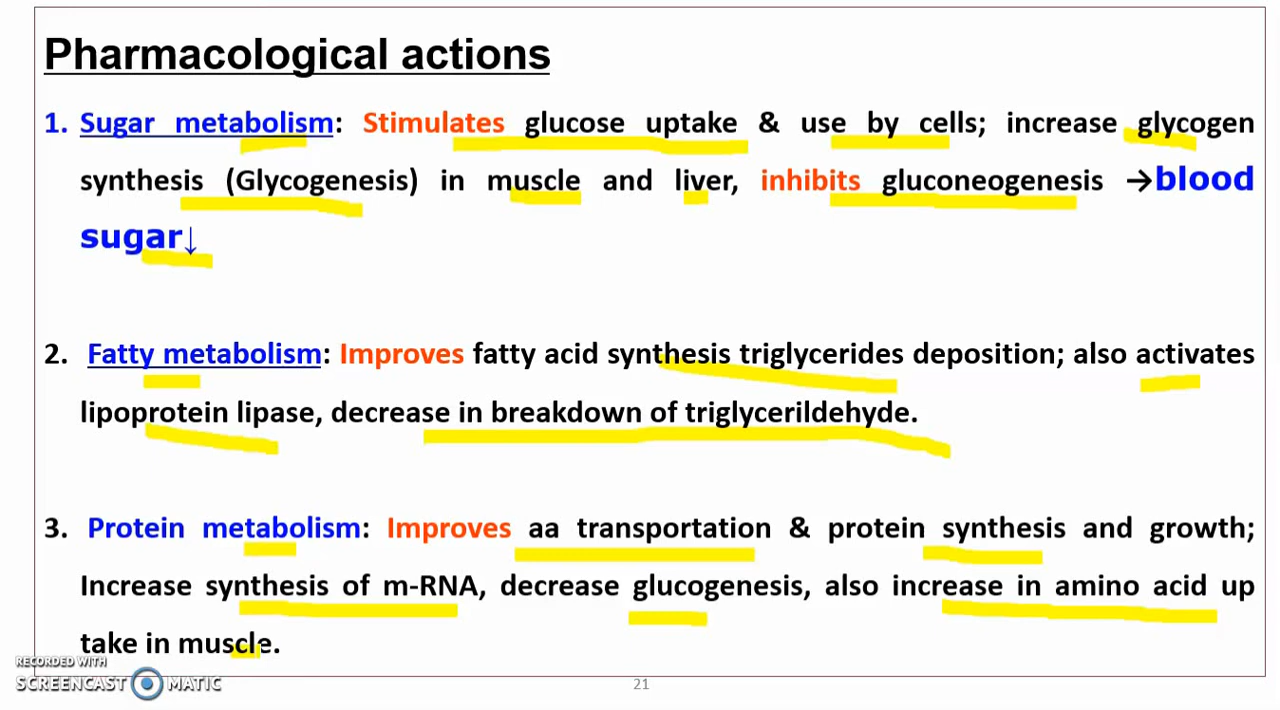 Pharmacological actions
1. Sugar metabolism: Stimulates glucose uptake & use by cells; increase glycogen
synthesis (Glycogenesis) in muscle and liver, inhibits gluconeogenesis →blood
sugar↓
2. Fatty metabolism: Improves fatty acid synthesis triglycerides deposition; also activates
lipoprotein lipase, decrease in breakdown of triglycerildehyde.
3. Protein metabolism: Improves aa transportation & protein synthesis and growth;
Increase synthesis of m-RNA, decrease glucogenesis, also increase in amino acid up
take in muscle.
RECORDED WITH
SCREENCAST MATIC
21